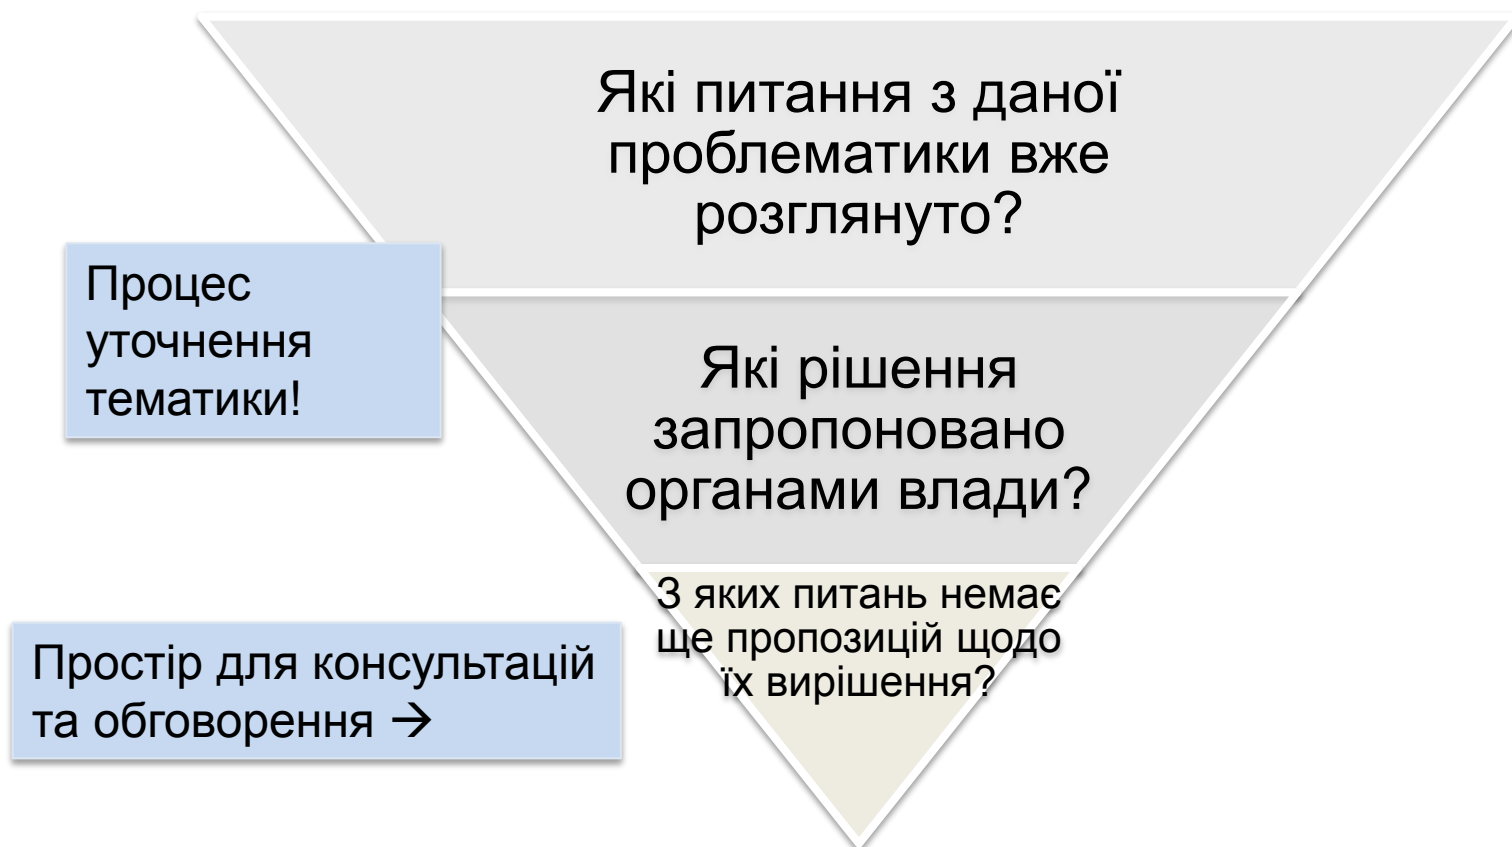 Які питання з даної
проблематики вже
розглянуто?
Процес
уточнення
тематики!
Які рішення
запропоновано
органами влади?
З яких питань немає
ще пропозицій щодо
їх вирішення?
Простір для консультацій
та обговорення →